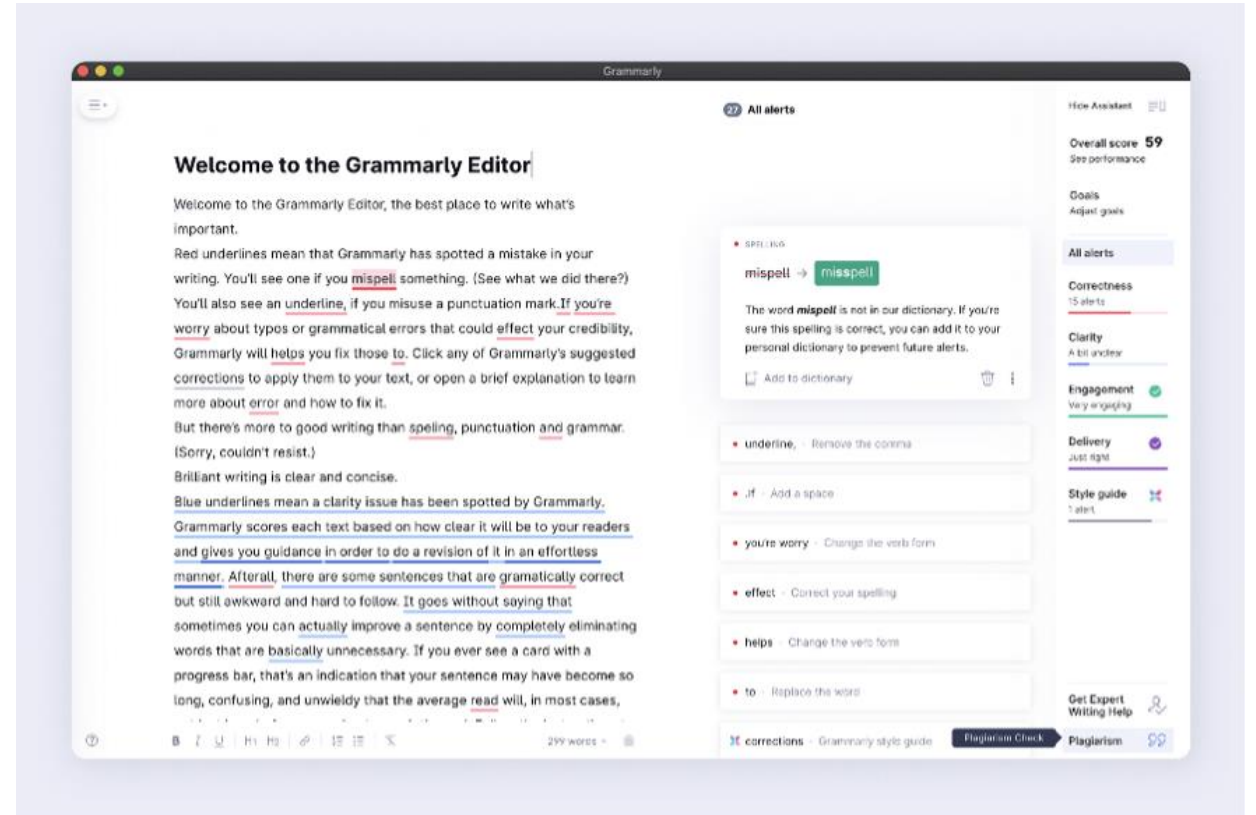 Grammarly
Welcome to the Grammarly Editor
Welcome to the Grammarly Editor, the best place to write what's
important.
Red underlines mean that Grammarly has spotted a mistake in your
writing. You'll see one if you mispell something. (See what we did there?)
You'll also see an underline, if you misuse a punctuation mark.If you're
worry about typos or grammatical errors that could effect your credibility,
Grammarly will helps you fix those to. Click any of Grammarly's suggested
corrections to apply them to your text, or open a brief explanation to learn
more about error and how to fix it.
But there's more to good writing than speling, punctuation and grammar.
(Sorry, couldn't resist.)
Brilliant writing is clear and concise.
Blue underlines mean a clarity issue has been spotted by Grammarly.
Grammarly scores each text based on how clear it will be to your readers
and gives you guidance in order to do a revision of it in an effortless
manner. Afterall, there are some sentences that are gramatically correct
but still awkward and hard to follow. It goes without saying that
sometimes you can actually improve a sentence by completely eliminating
words that are basically unnecessary. If you ever see a card with a
progress bar, that's an indication that your sentence may have become so
long, confusing, and unwieldy that the average read will, in most cases,
B I U H1 H2
299 words
27 All alerts
SPELLING
mispell → misspell
The word mispell is not in our dictionary. If you're
sure this spelling is correct, you can add it to your
personal dictionary to prevent future alerts.
Add to dictionary
underline, · Remove the comma
.If · Add a space
you're worry · Change the verb form
effect · Correct your spelling
helps · Change the verb form
to · Replace the word
corrections · Grammarly style guide
Plagiarism Check
Hide Assistant
Overall score 59
See performance
Goals
Adjust goals
All alerts
Correctness
15 alerts
Clarity
A bit unclear
Engagement
Very engaging
Delivery
Just right
Style guide
1 alert
Get Expert
Writing Help
Plagiarism